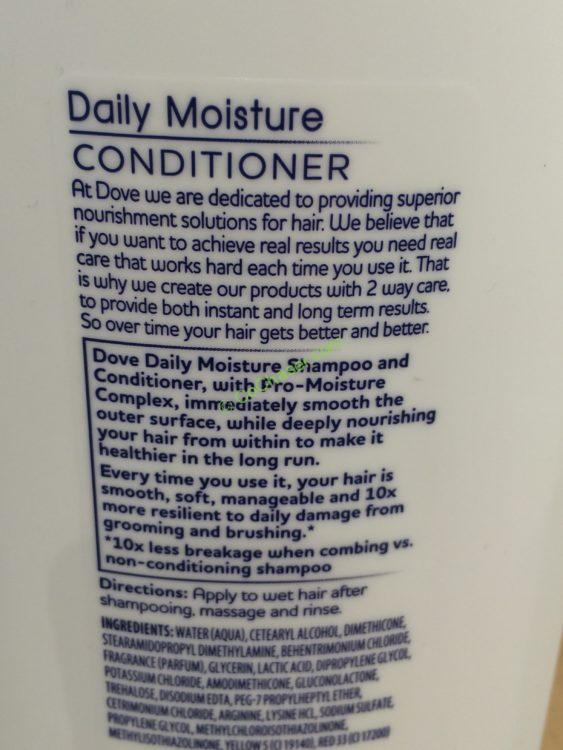 Daily Moisture
CONDITIONER
At Dove we are dedicated to providing superior
nourishment solutions for hair. We believe that
if you want to achieve real results you need real
care that works hard each time you use it. That
is why we create our products with 2 way care,
to provide both instant and long term results.
So over time your hair gets better and better.
Dove Daily Moisture Shampoo and
Conditioner, with Pro-Moisture
Complex, immediately smooth the
outer surface, while deeply nourishing
your hair from within to make it
healthier in the long run.
Every time you use it, your hair is
smooth, soft, manageable and 10x
more resilient to daily damage from
grooming and brushing.*
*10x less breakage when combing vs.
non-conditioning shampoo
Directions: Apply to wet hair after
shampooing, massage and rinse.
INGREDIENTS: WATER (AQUA), CETEARYL ALCOHOL, DIMETHICONE,
STEARAMIDOPROPYL DIMETHYLAMINE, BEHENTRIMONIUM CHLORIDE,
FRAGRANCE (PARFUM), GLYCERIN, LACTIC ACID, DIPROPYLENE GLYCOL,
POTASSIUM CHLORIDE, AMODIMETHICONE, GLUCONOLACTONE,
TREHALOSE, DISODIUM EDTA, PEG-7 PROPYLHEPTYL ETHER,
CETRIMONIUM CHLORIDE, ARGININE, LYSINE HCL, SODIUM SULFATE,
PROPYLENE GLYCOL, METHYLCHLOROISOTHIAZOLINONE,
METHYLISOTHIAZOLINONE, YELLOW 5 (CI 19140), RED 33 (CI 17200)